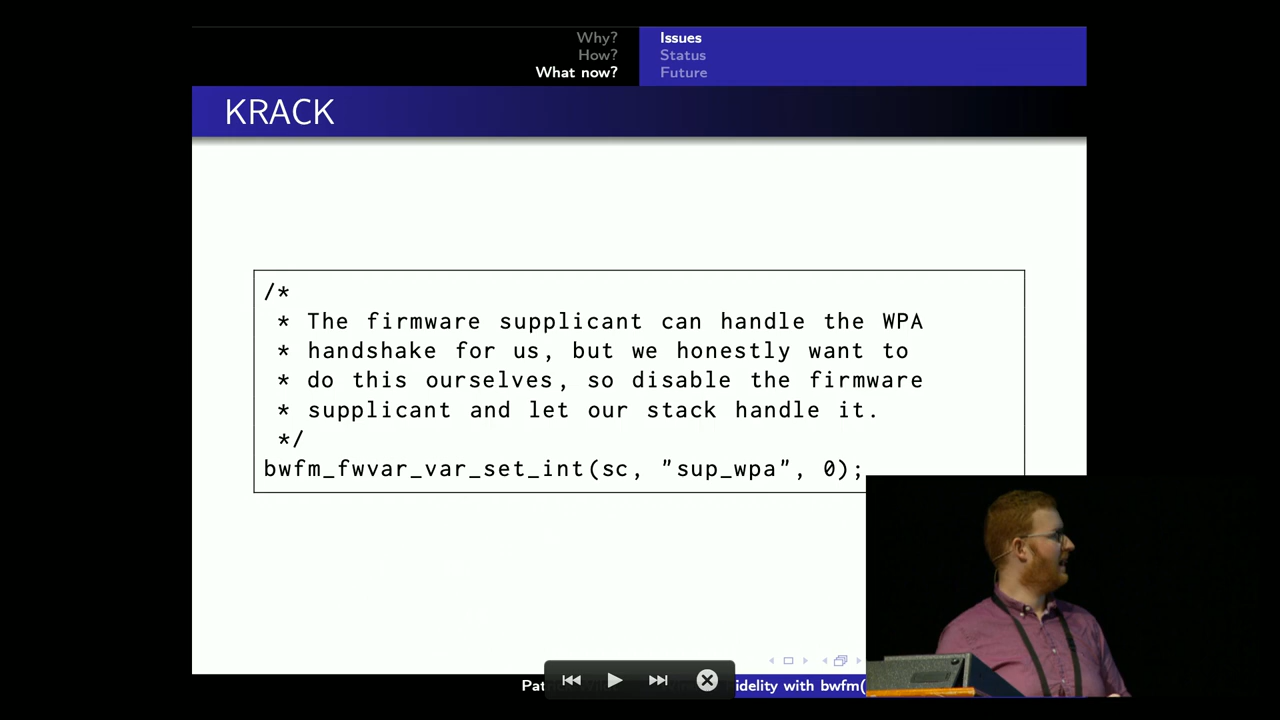 Why?
How?
What now?
Issues
Status
Future
KRACK
/*
* The firmware supplicant can handle the WPA
* handshake for us, but we honestly want to
* do this ourselves, so disable the firmware
* supplicant and let our stack handle it.
*/
bwfm_fwvar_var_set_int(sc, "sup_wpa", 0);
with bwfm(